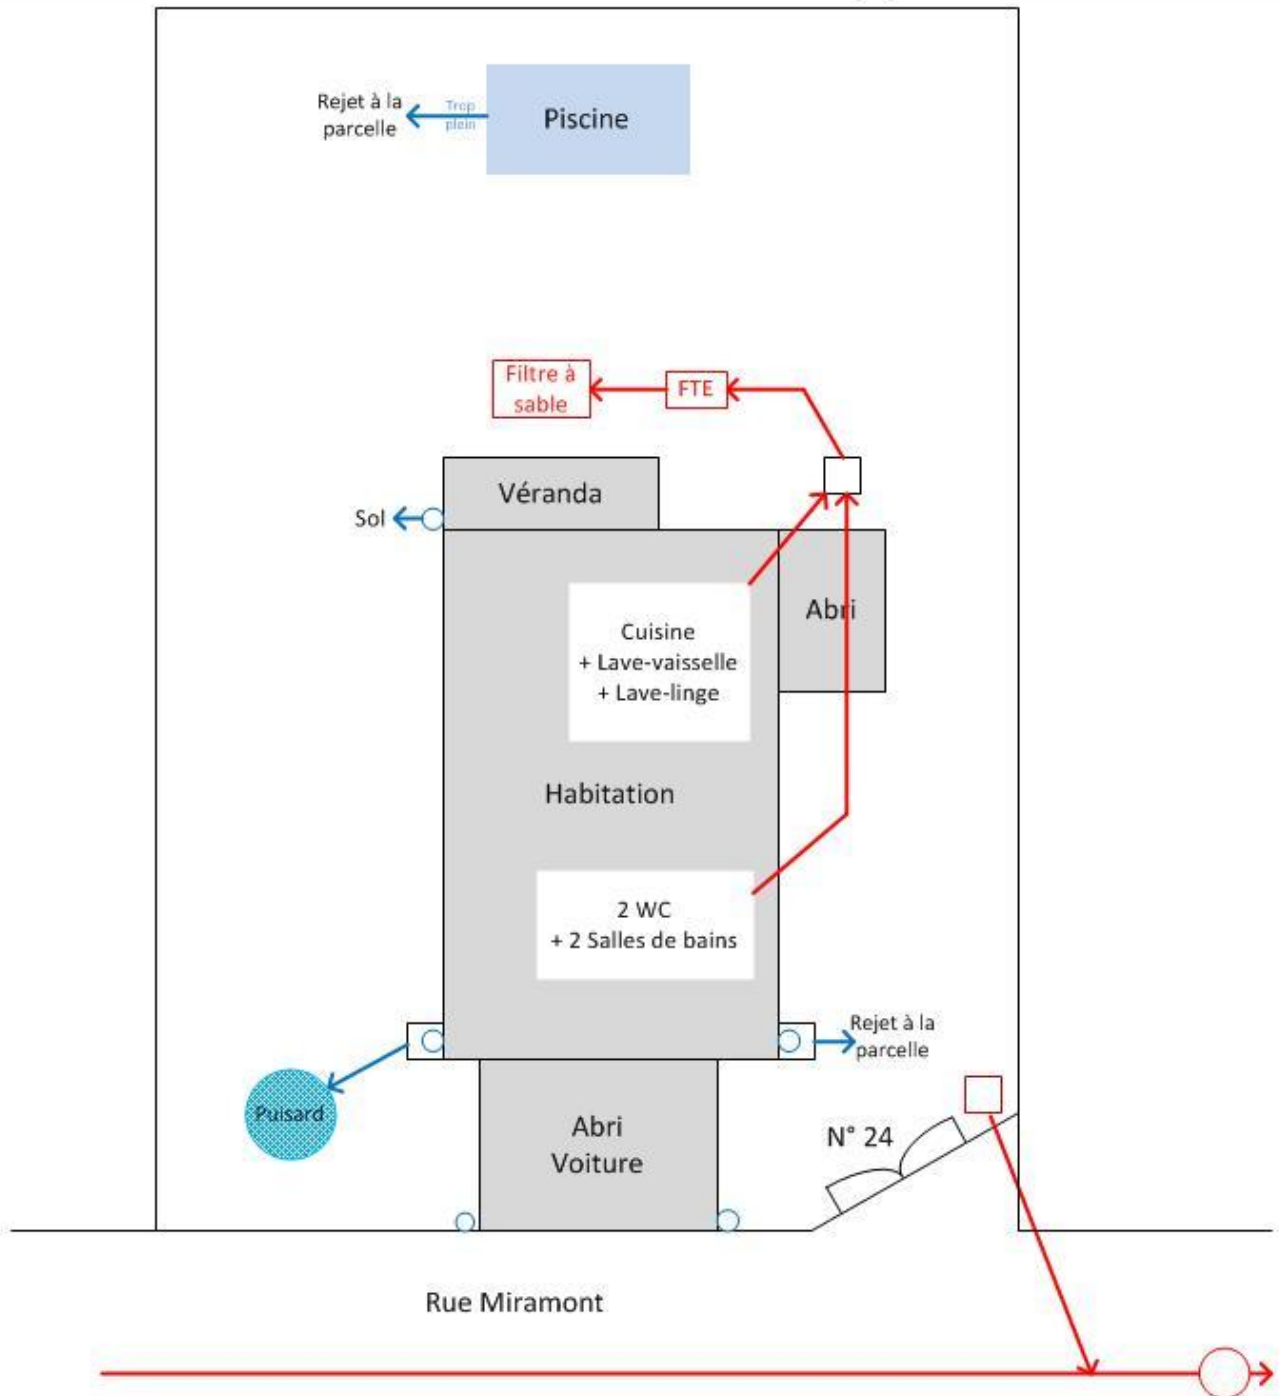 Rejet à la
parcelle
Trop
plein
Piscine
Filtre à
sable
FTE
Véranda
Sol
Cuisine
+ Lave-vaisselle
+ Lave-linge
Abri
Habitation
2 WC
+ 2 Salles de bains
Rejet à la
parcelle
Puisard
Abri
Voiture
N° 24
Rue Miramont